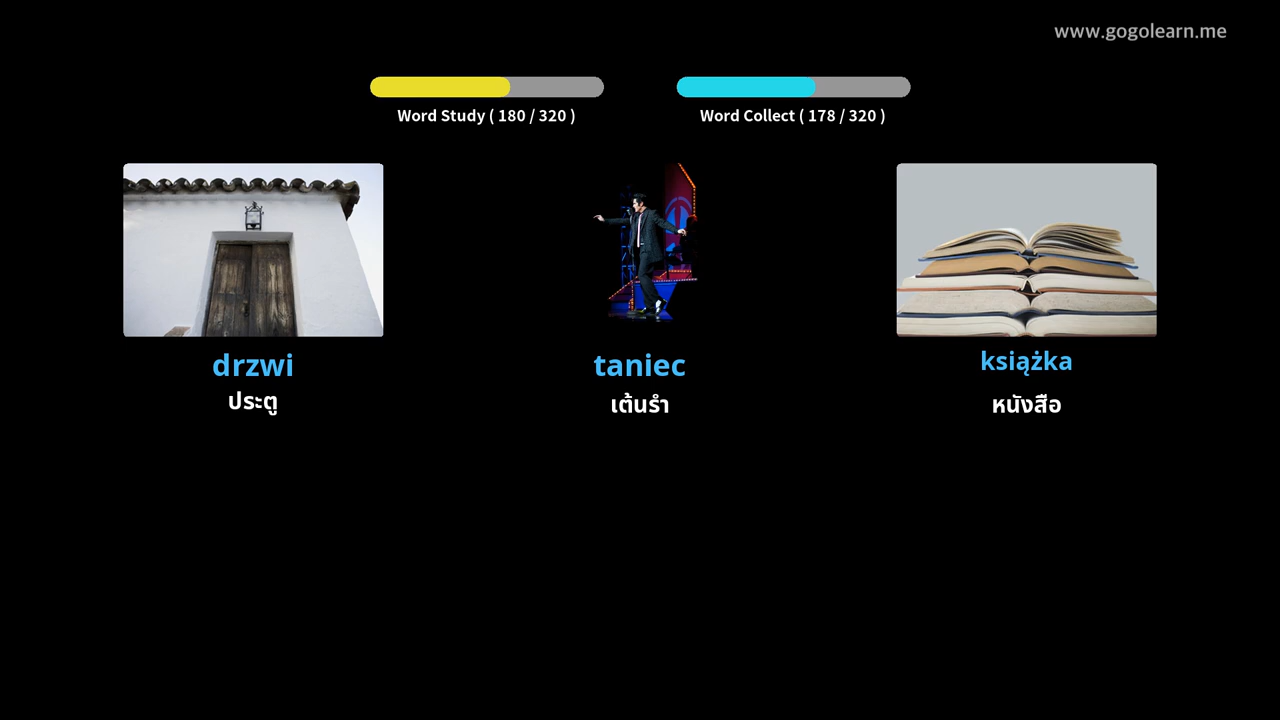 www.gogolearn.me
Word Study ( 180 / 320 )
Word Collect ( 178 / 320 )
drzwi
ประตู
taniec
เต้นรำ
książka
หนังสือ